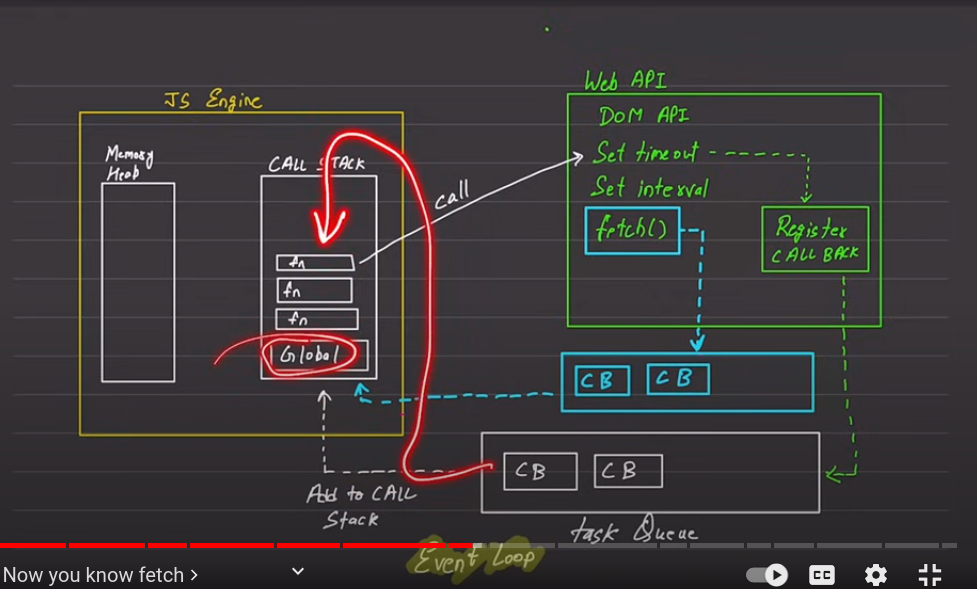 Web API
JS Engine
DOM API
Memory
Heap
CALL STACK
Set timeout
call
Set interval
fetch()
Register
CALL BACK
fn
fn
fn
Global
CB
CB
CB
CB
Add to CALL
Stack
task Queue
Event Loop
Now you know fetch >
CC